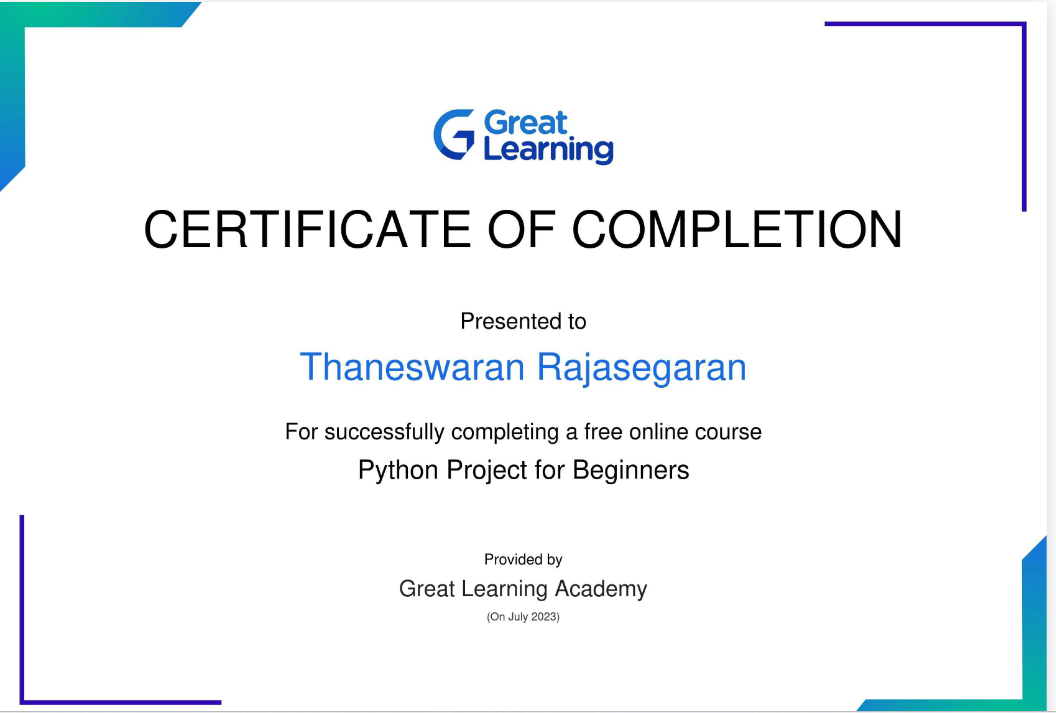 Great
Learning
CERTIFICATE OF COMPLETION
Presented to
Thaneswaran Rajasegaran
For successfully completing a free online course
Python Project for Beginners
Provided by
Great Learning Academy
(On July 2023)